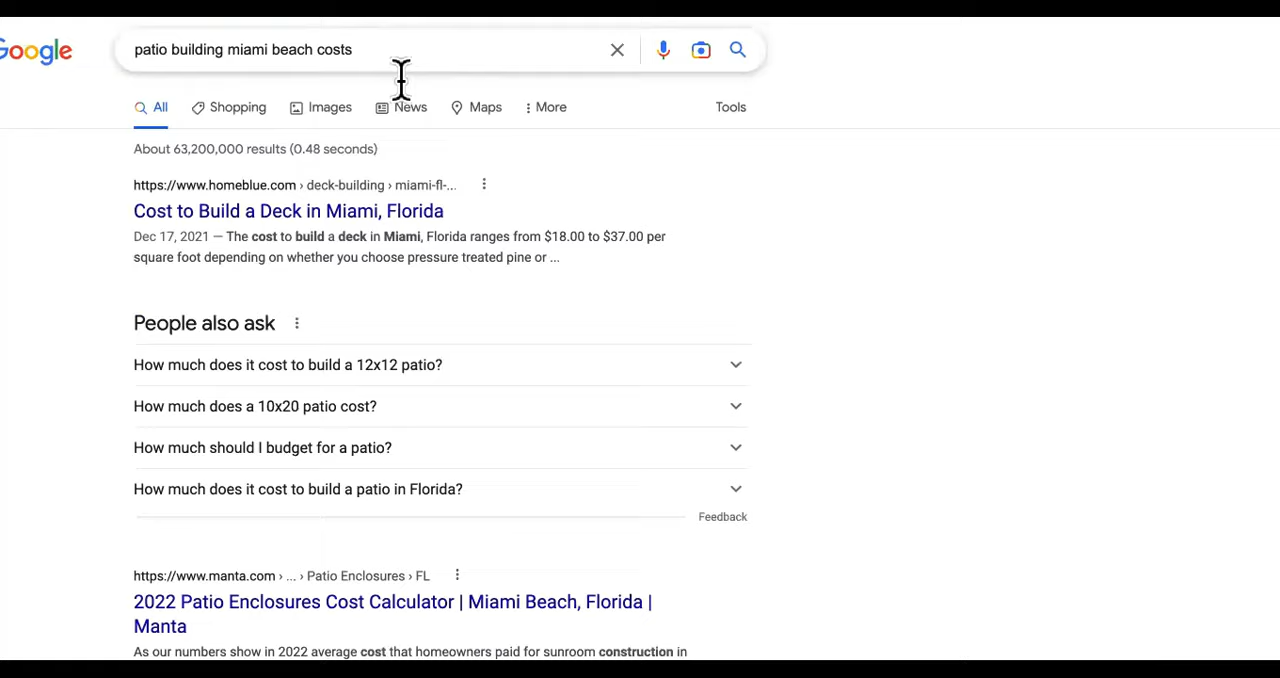 Google
patio building miami beach costs
All Shopping Images News Maps More Tools
About 63,200,000 results (0.48 seconds)
https://www.homeblue.com › deck-building › miami-fl-...
Cost to Build a Deck in Miami, Florida
Dec 17, 2021 — The cost to build a deck in Miami, Florida ranges from $18.00 to $37.00 per
square foot depending on whether you choose pressure treated pine or ...
People also ask
How much does it cost to build a 12x12 patio?
How much does a 10x20 patio cost?
How much should I budget for a patio?
How much does it cost to build a patio in Florida?
Feedback
https://www.manta.com › ... › Patio Enclosures › FL
2022 Patio Enclosures Cost Calculator | Miami Beach, Florida |
Manta
As our numbers show in 2022 average cost that homeowners paid for sunroom construction in